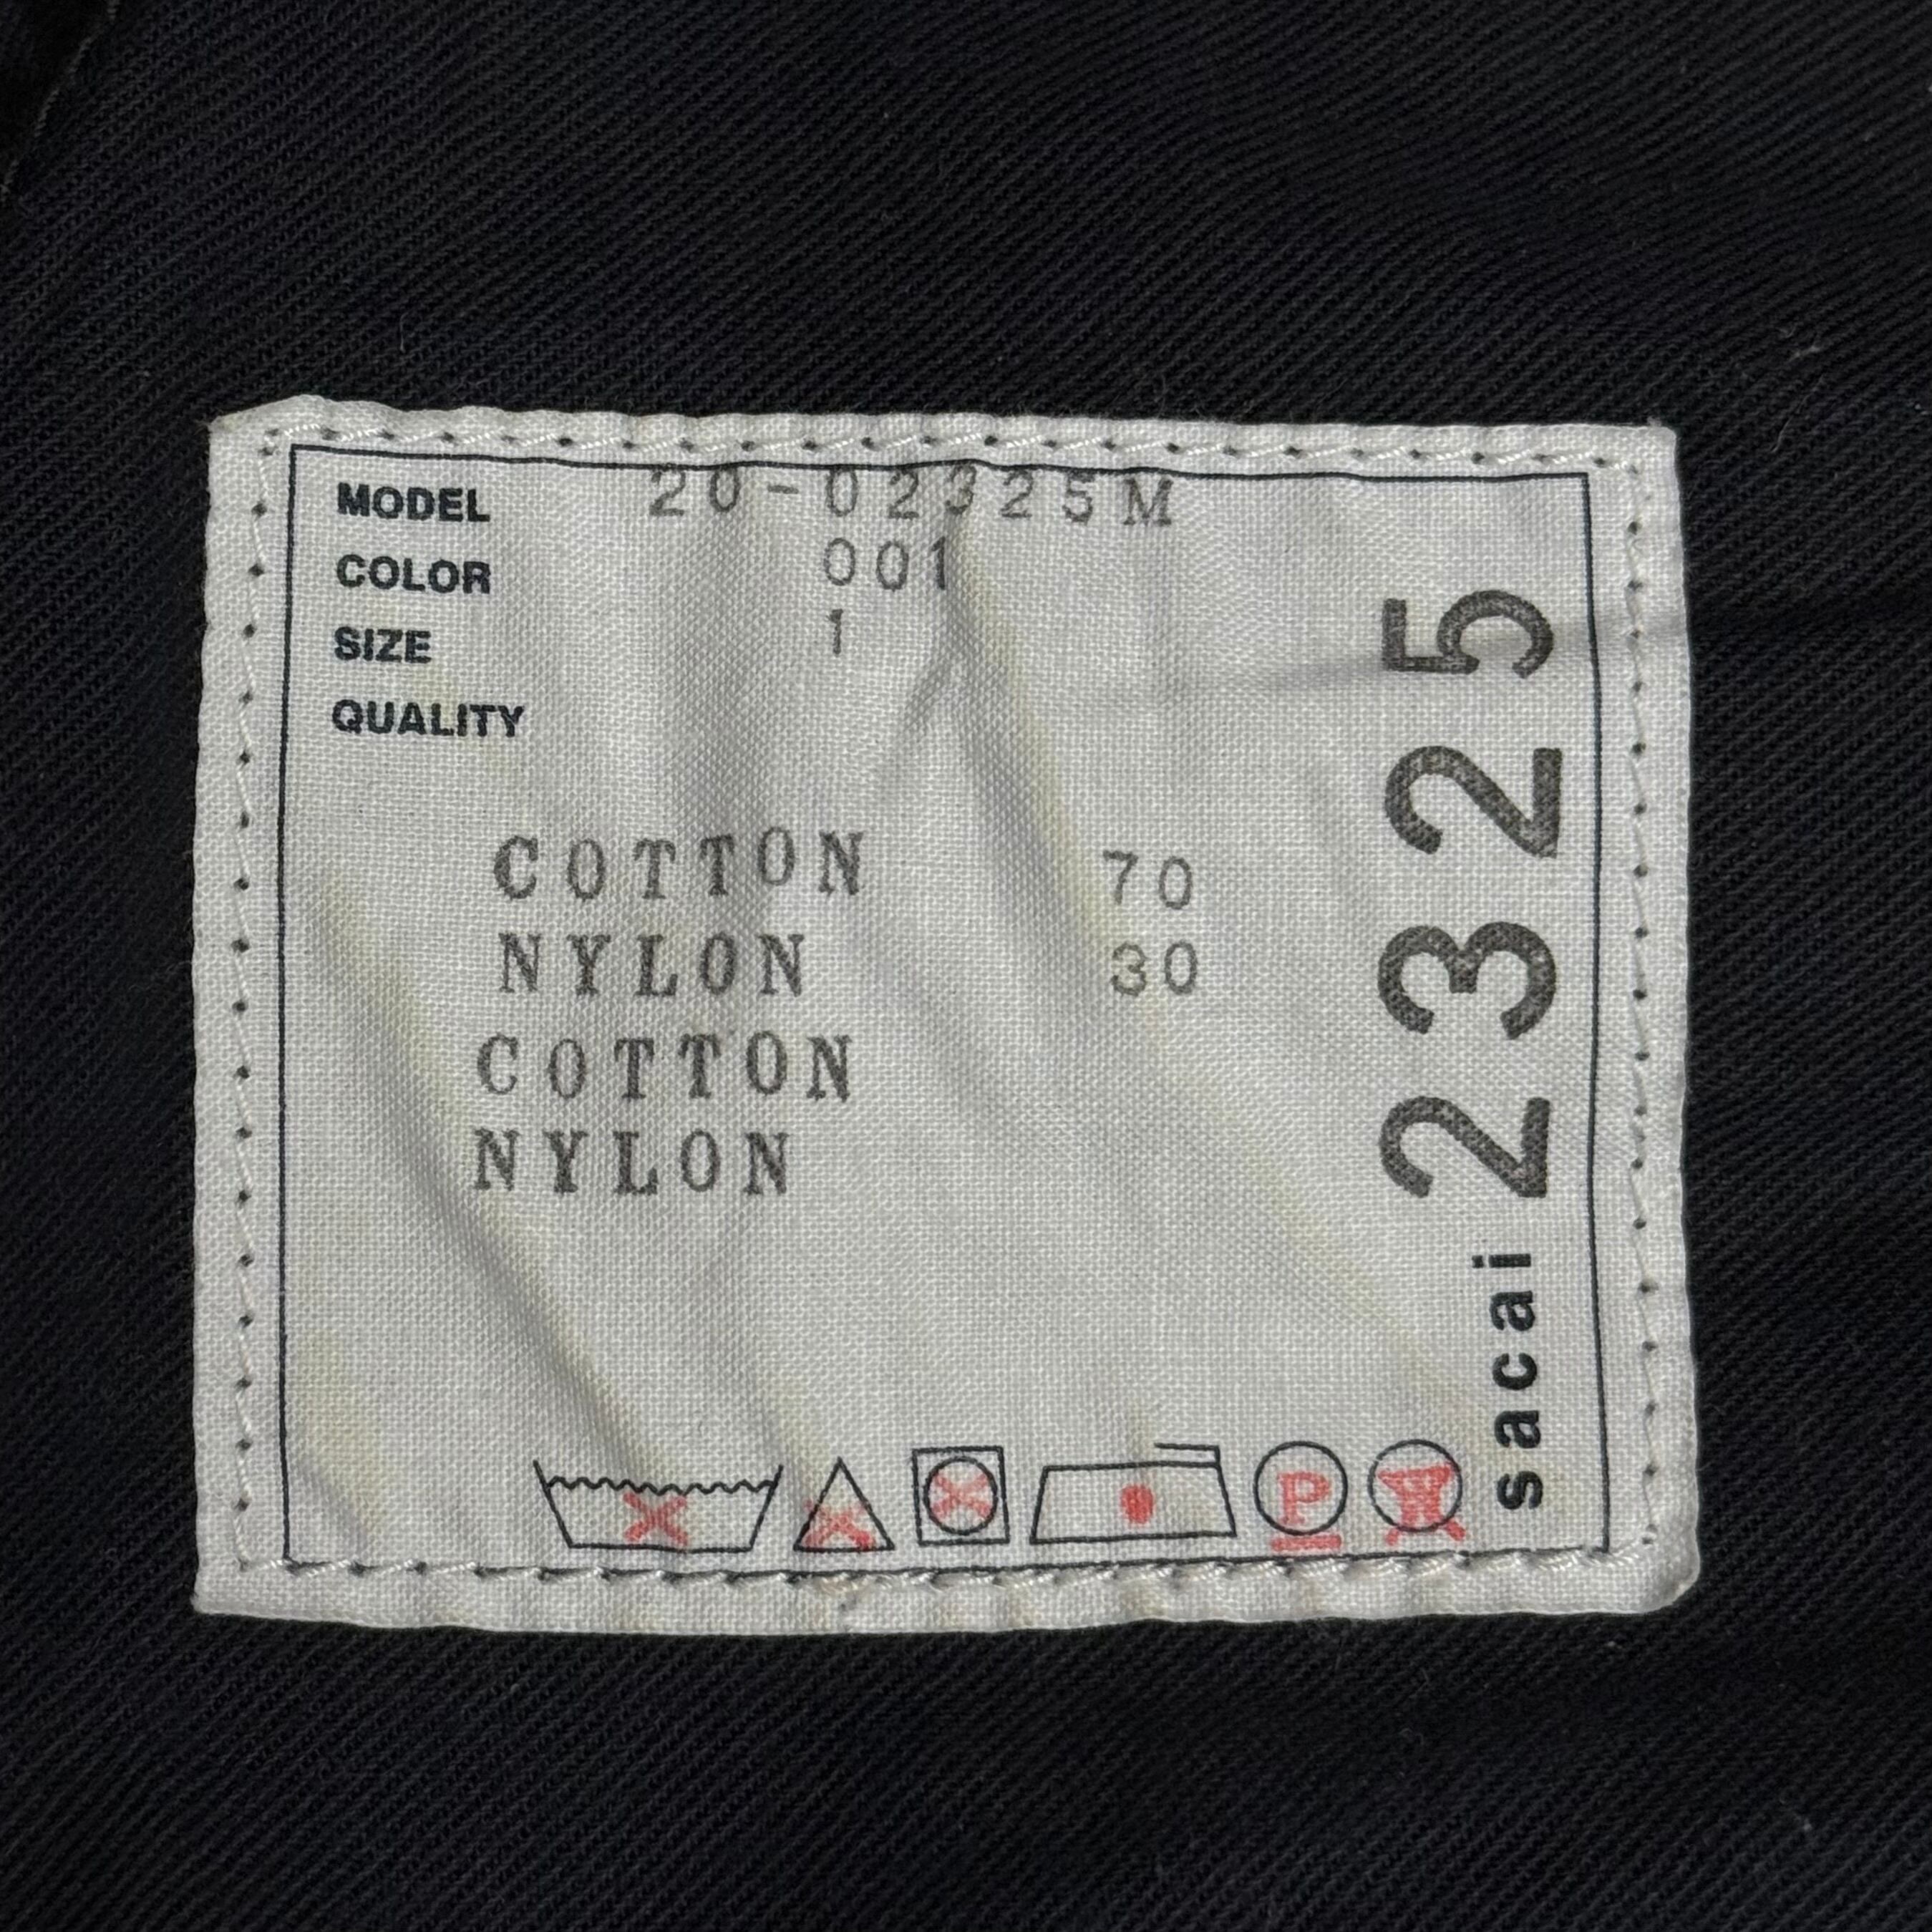 MODEL 20-02325M
COLOR 001
SIZE 1
QUALITY
COTTON 70
NYLON 30
COTTON
NYLON
P
W
sacai 2325